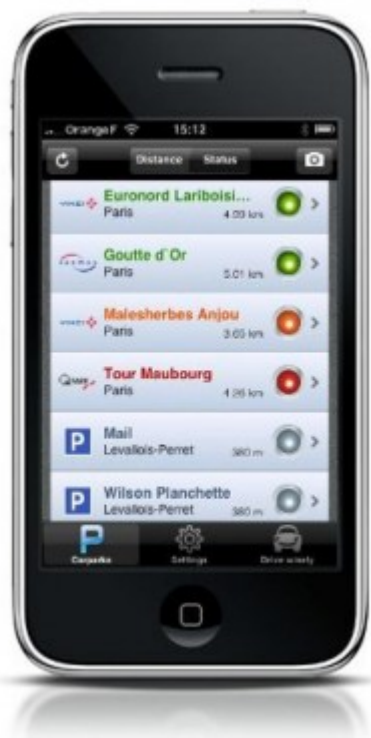 OrangeF 15:12
Distance Status
Euronord Lariboisi...
Paris 4.99 km
Goutte d'Or
Paris 5.01 km
Malesherbes Anjou
Paris 3.65 km
Tour Maubourg
Paris 4.26 km
P Mail
Levallois-Perret 380 m
P Wilson Planchette
Levallois-Perret 380 m
P
Carparks Settings Drive wisely